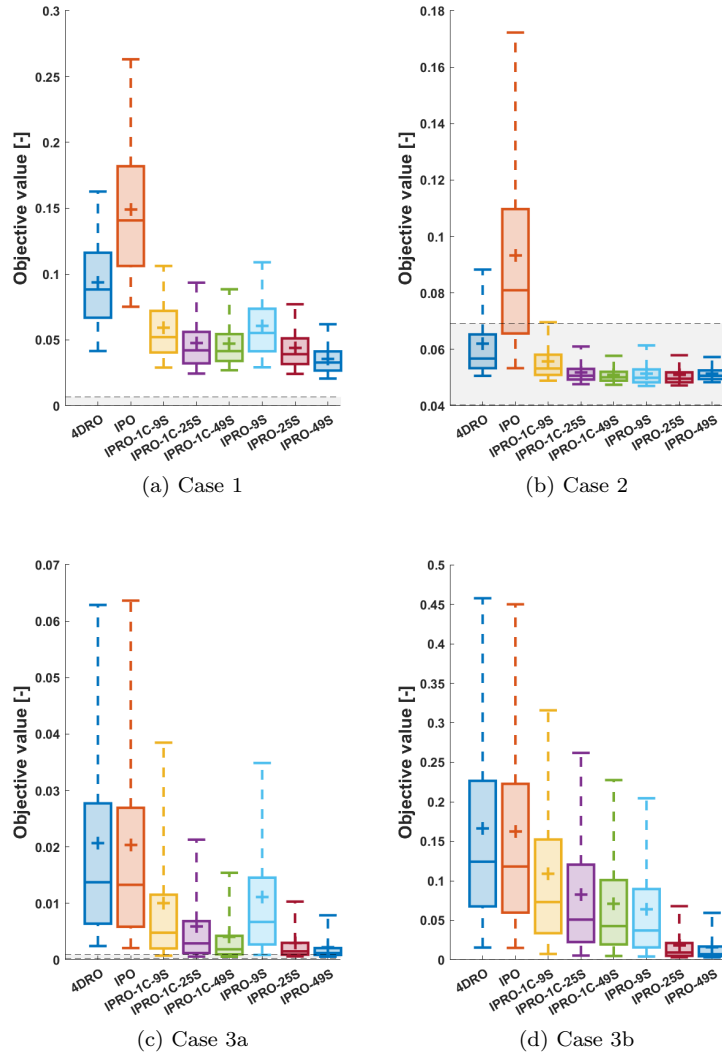 0.3
0.25
0.2
0.15
0.1
0.05
0
Objective value [-]
4DRO
IPO
IPRO-1C-9S
IPRO-1C-25S
IPRO-1C-49S
IPRO-9S
IPRO-25S
IPRO-49S
(a) Case 1
0.18
0.16
0.14
0.12
0.1
0.08
0.06
0.04
Objective value [-]
4DRO
IPO
IPRO-1C-9S
IPRO-1C-25S
IPRO-1C-49S
IPRO-9S
IPRO-25S
IPRO-49S
(b) Case 2
0.07
0.06
0.05
0.04
0.03
0.02
0.01
0
Objective value [-]
4DRO
IPO
IPRO-1C-9S
IPRO-1C-25S
IPRO-1C-49S
IPRO-9S
IPRO-25S
IPRO-49S
(c) Case 3a
0.5
0.45
0.4
0.35
0.3
0.25
0.2
0.15
0.1
0.05
0
Objective value [-]
4DRO
IPO
IPRO-1C-9S
IPRO-1C-25S
IPRO-1C-49S
IPRO-9S
IPRO-25S
IPRO-49S
(d) Case 3b